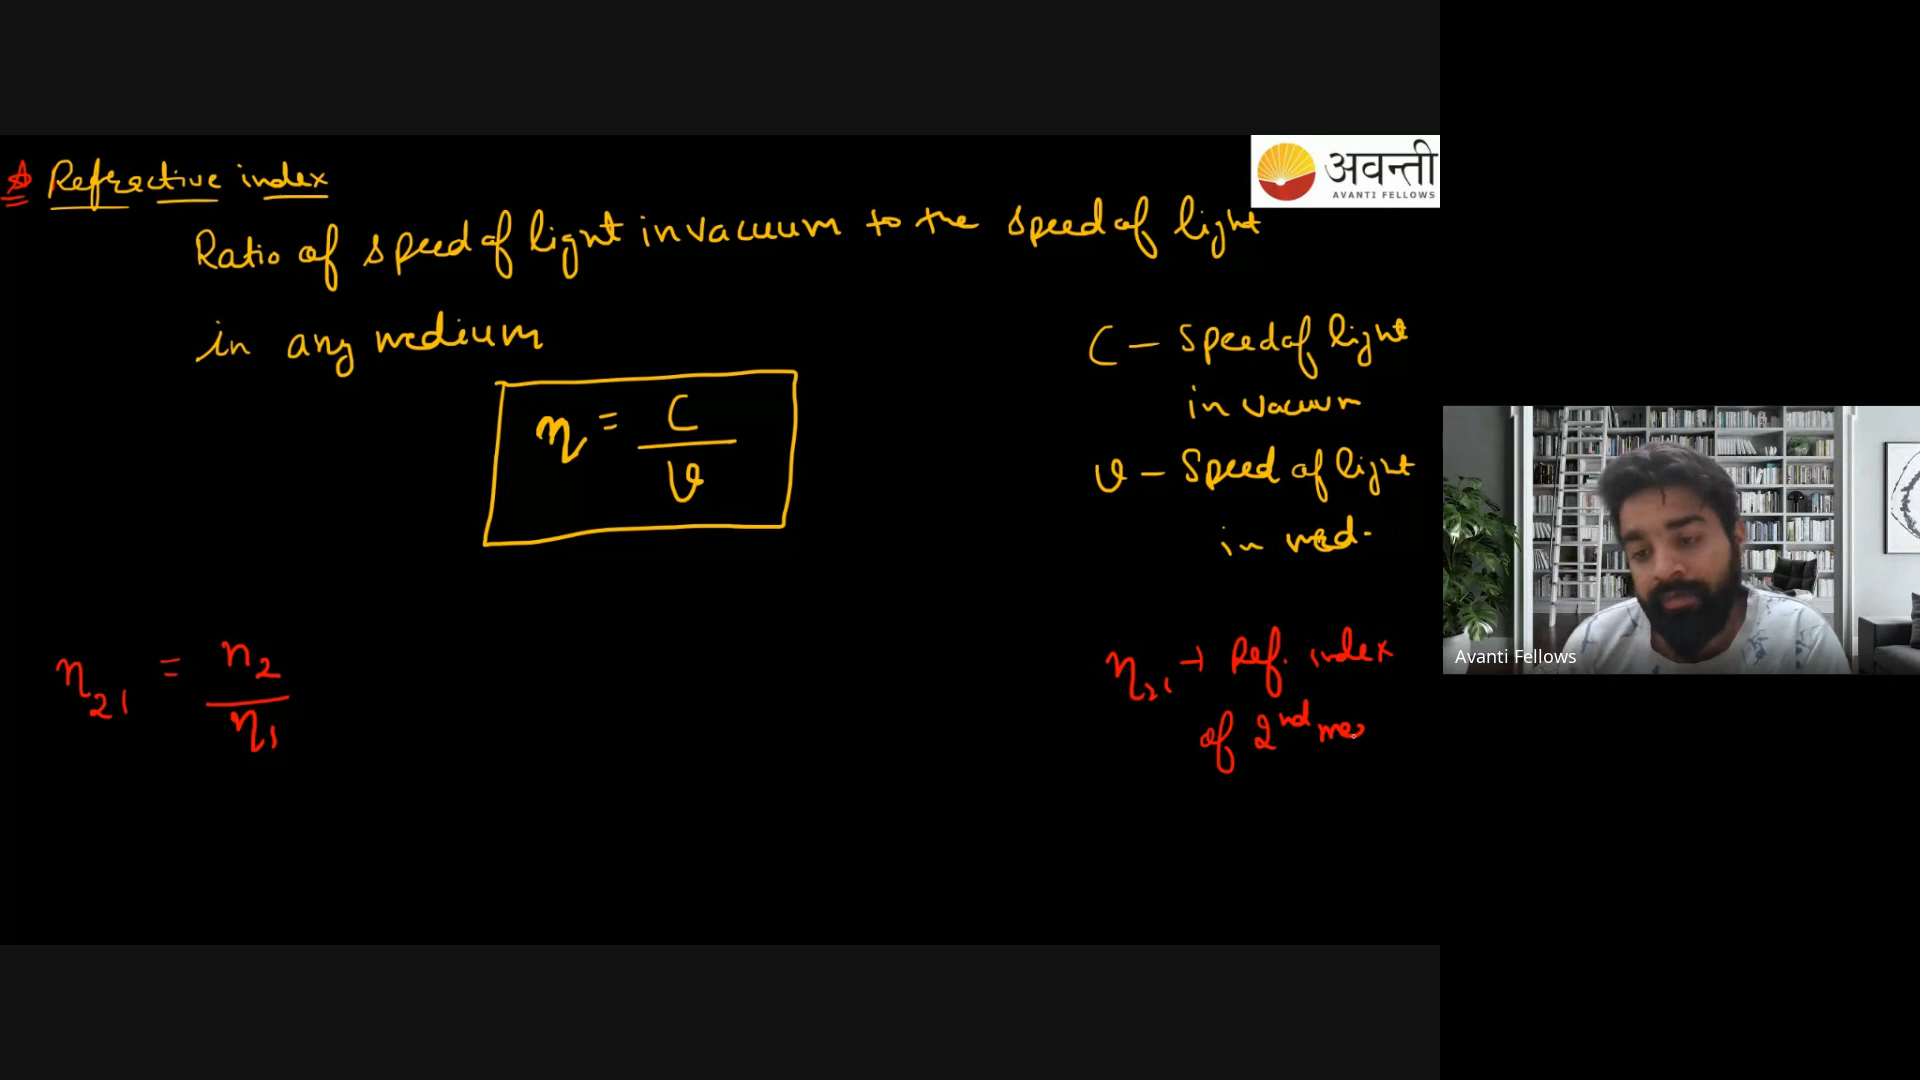 Refractive index
अवन्ती
AVANTI FELLOWS
Ratio of speed of light in vacuum to the speed of light
in any medium
C – Speed of light
in vacuum
η = C / v
v – Speed of light
in med.
η21 = n2 / η1
η21 → Ref. index
of 2nd me
Avanti Fellows